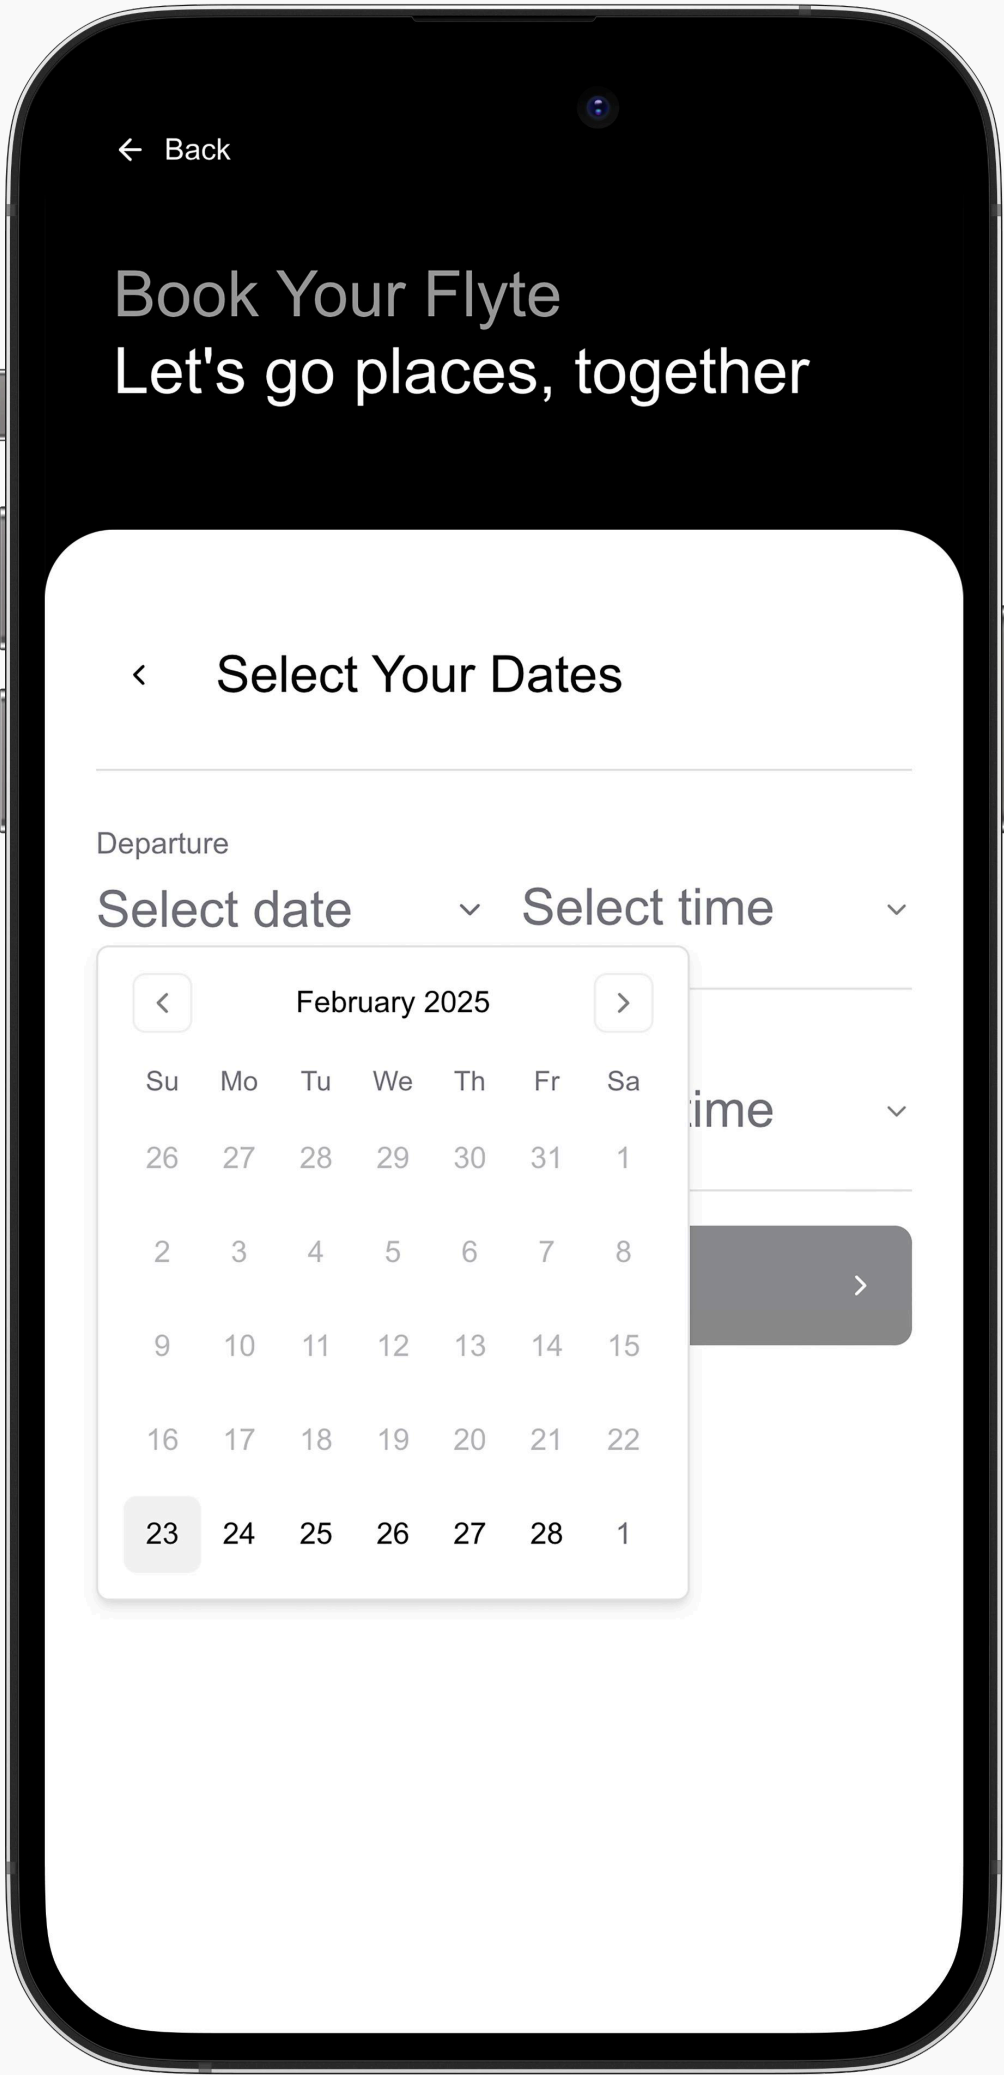 Back
Book Your Flyte
Let's go places, together
Select Your Dates
Departure
Select date Select time
February 2025
Su Mo Tu We Th Fr Sa
time
26 27 28 29 30 31 1
2 3 4 5 6 7 8
9 10 11 12 13 14 15
16 17 18 19 20 21 22
23 24 25 26 27 28 1